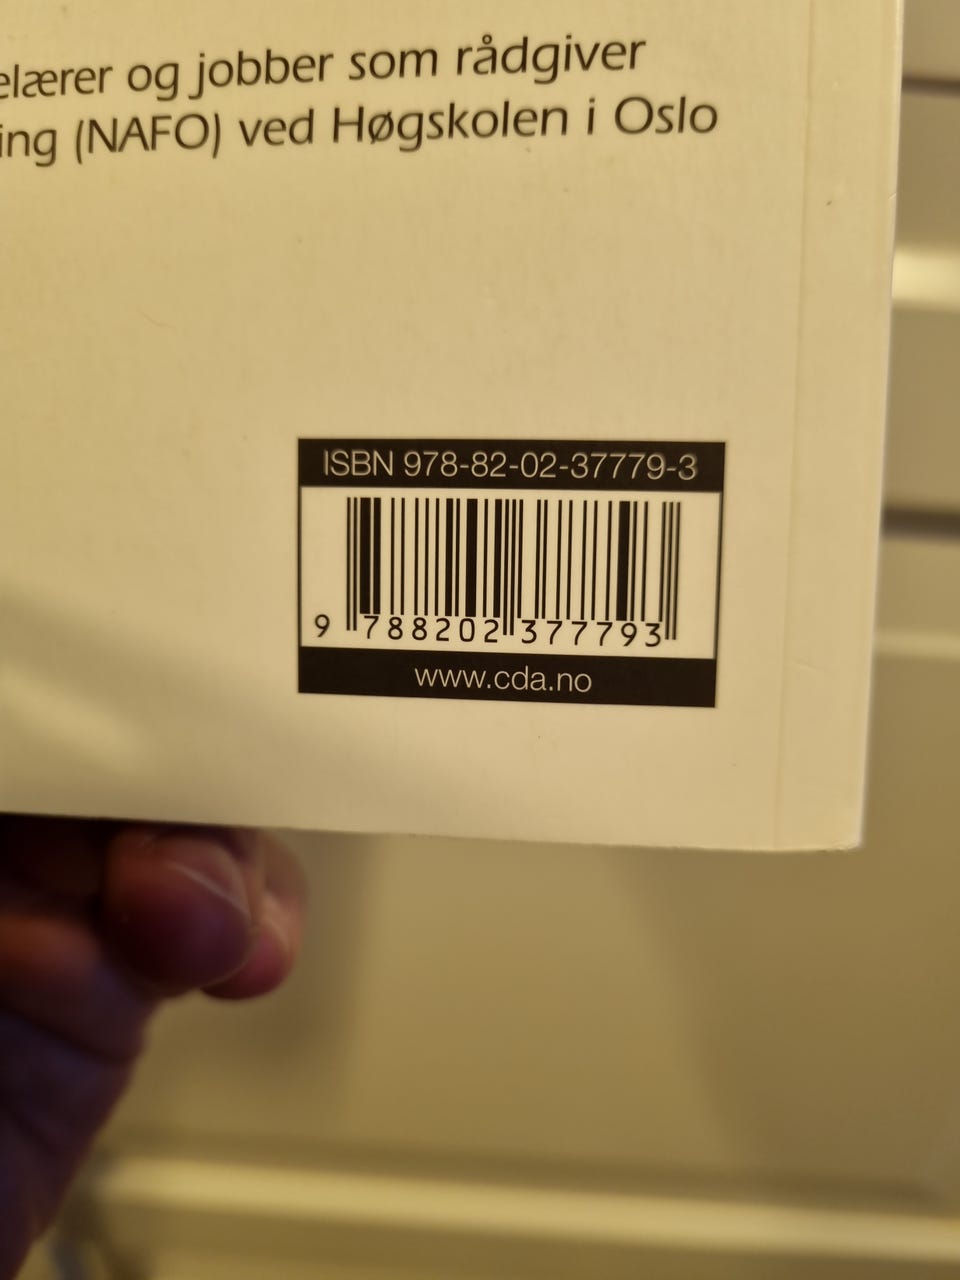 elærer og jobber som rådgiver
ing (NAFO) ved Høgskolen i Oslo
ISBN 978-82-02-37779-3
9 788202 377793
www.cda.no